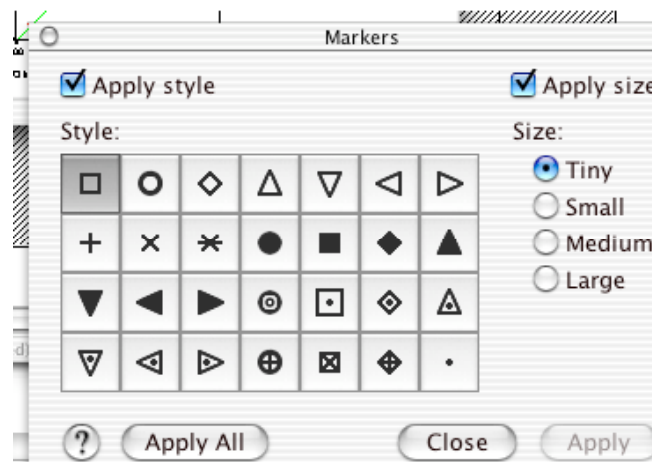 Markers
Apply style
Apply size
Style:
Size:
Tiny
Small
Medium
Large
?
Apply All
Close
Apply